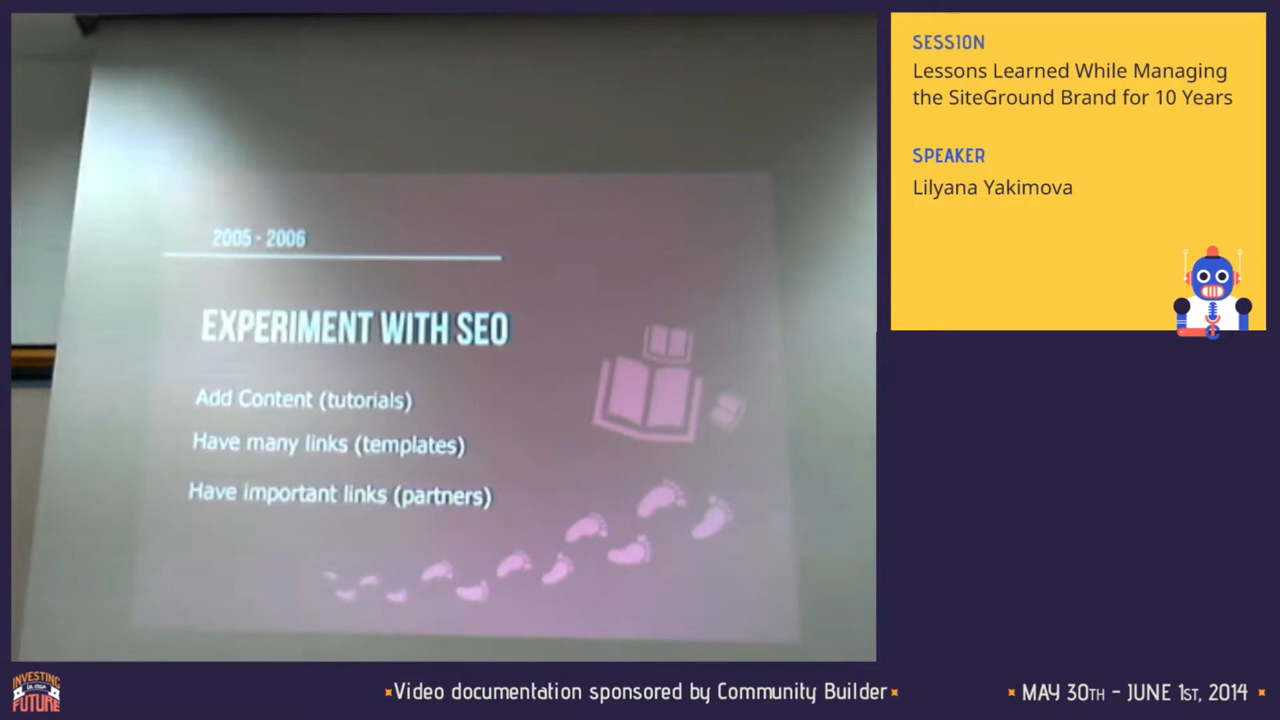 2005 - 2006
EXPERIMENT WITH SEO
Add Content (tutorials)
Have many links (templates)
Have important links (partners)
SESSION
Lessons Learned While Managing
the SiteGround Brand for 10 Years
SPEAKER
Lilyana Yakimova
INVESTING
FUTURE
Video documentation sponsored by Community Builder
MAY 30TH - JUNE 1ST, 2014